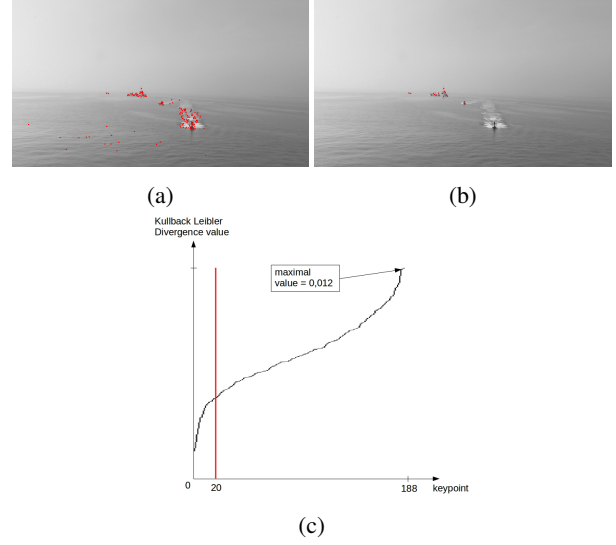 (a)
(b)
Kullback Leibler
Divergence value
maximal
value = 0,012
0
20
188
keypoint
(c)